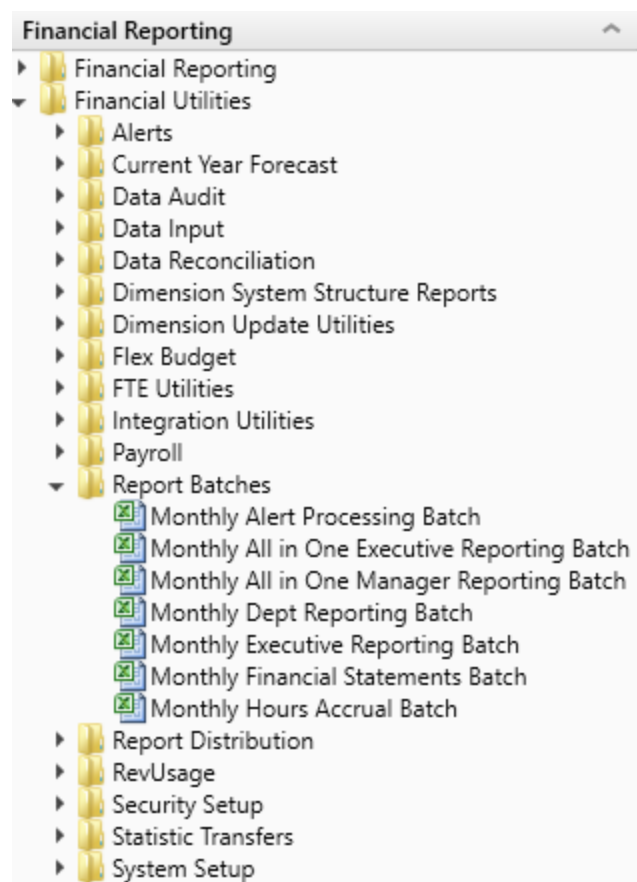 Financial Reporting
Financial Reporting
Financial Utilities
Alerts
Current Year Forecast
Data Audit
Data Input
Data Reconciliation
Dimension System Structure Reports
Dimension Update Utilities
Flex Budget
FTE Utilities
Integration Utilities
Payroll
Report Batches
Monthly Alert Processing Batch
Monthly All in One Executive Reporting Batch
Monthly All in One Manager Reporting Batch
Monthly Dept Reporting Batch
Monthly Executive Reporting Batch
Monthly Financial Statements Batch
Monthly Hours Accrual Batch
Report Distribution
RevUsage
Security Setup
Statistic Transfers
System Setup